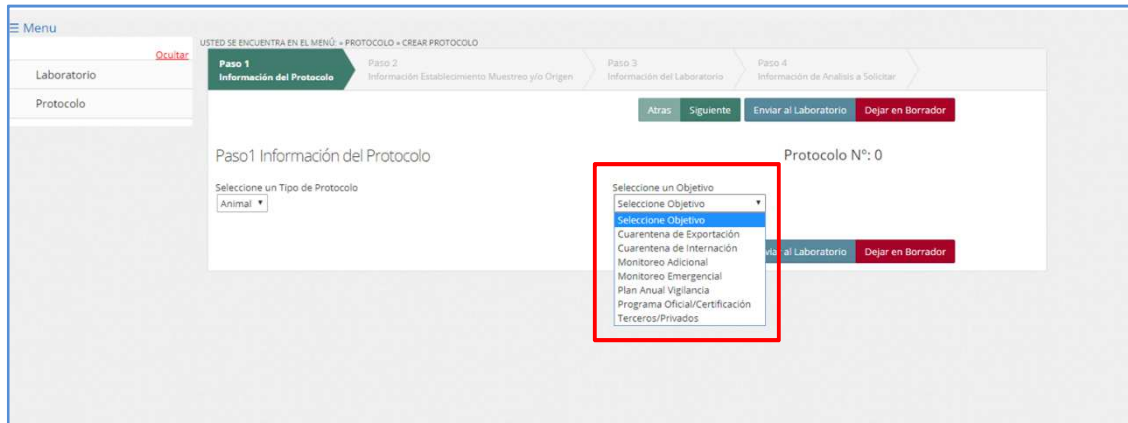 ☰ Menu
Ocultar
Laboratorio
Protocolo
USTED SE ENCUENTRA EN EL MENÚ: » PROTOCOLO » CREAR PROTOCOLO
Paso 1
Información del Protocolo
Paso 2
Información Establecimiento Muestreo y/o Origen
Paso 3
Información del Laboratorio
Paso 4
Información de Analisis a Solicitar
Atras Siguiente Enviar al Laboratorio Dejar en Borrador
Paso1 Información del Protocolo
Protocolo N°: 0
Seleccione un Tipo de Protocolo
Animal
Seleccione un Objetivo
Seleccione Objetivo
Seleccione Objetivo
Cuarentena de Exportación
Cuarentena de Internación
Monitoreo Adicional
Monitoreo Emergencial
Plan Anual Vigilancia
Programa Oficial/Certificación
Terceros/Privados
al Laboratorio Dejar en Borrador